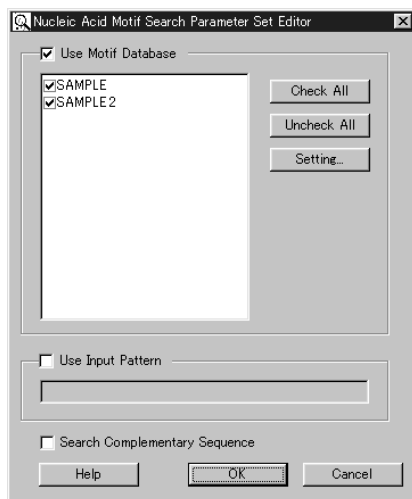 Nucleic Acid Motif Search Parameter Set Editor
Use Motif Database
SAMPLE
SAMPLE2
Check All
Uncheck All
Setting...
Use Input Pattern
Search Complementary Sequence
Help
OK
Cancel